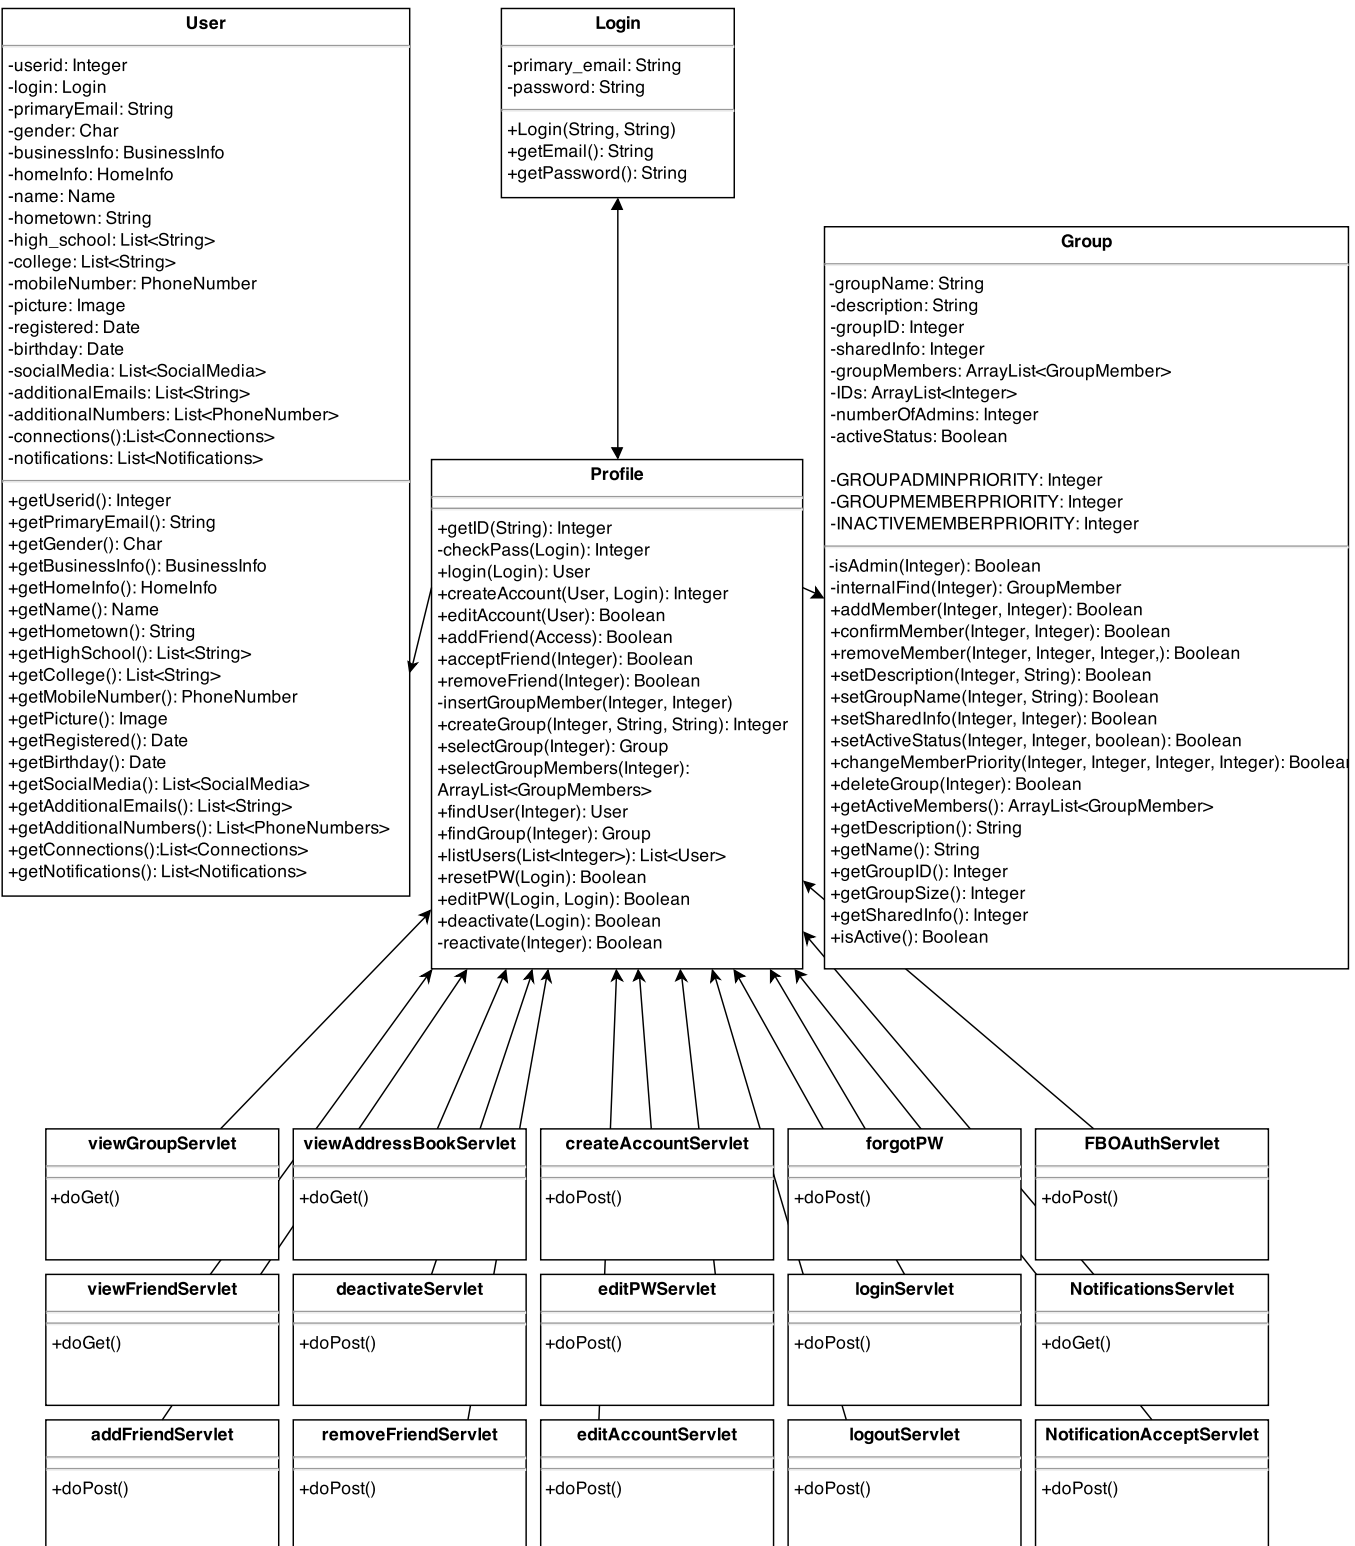 User
-userid: Integer
-login: Login
-primaryEmail: String
-gender: Char
-businessInfo: BusinessInfo
-homeInfo: HomeInfo
-name: Name
-hometown: String
-high_school: List<String>
-college: List<String>
-mobileNumber: PhoneNumber
-picture: Image
-registered: Date
-birthday: Date
-socialMedia: List<SocialMedia>
-additionalEmails: List<String>
-additionalNumbers: List<PhoneNumber>
-connections():List<Connections>
-notifications: List<Notifications>
+getUserid(): Integer
+getPrimaryEmail(): String
+getGender(): Char
+getBusinessInfo(): BusinessInfo
+getHomeInfo(): HomeInfo
+getName(): Name
+getHometown(): String
+getHighSchool(): List<String>
+getCollege(): List<String>
+getMobileNumber(): PhoneNumber
+getPicture(): Image
+getRegistered(): Date
+getBirthday(): Date
+getSocialMedia(): List<SocialMedia>
+getAdditionalEmails(): List<String>
+getAdditionalNumbers(): List<PhoneNumbers>
+getConnections():List<Connections>
+getNotifications(): List<Notifications>
Login
-primary_email: String
-password: String
+Login(String, String)
+getEmail(): String
+getPassword(): String
Profile
+getID(String): Integer
-checkPass(Login): Integer
+login(Login): User
+createAccount(User, Login): Integer
+editAccount(User): Boolean
+addFriend(Access): Boolean
+acceptFriend(Integer): Boolean
+removeFriend(Integer): Boolean
-insertGroupMember(Integer, Integer)
+createGroup(Integer, String, String): Integer
+selectGroup(Integer): Group
+selectGroupMembers(Integer):
ArrayList<GroupMembers>
+findUser(Integer): User
+findGroup(Integer): Group
+listUsers(List<Integer>): List<User>
+resetPW(Login): Boolean
+editPW(Login, Login): Boolean
+deactivate(Login): Boolean
-reactivate(Integer): Boolean
Group
-groupName: String
-description: String
-groupID: Integer
-sharedInfo: Integer
-groupMembers: ArrayList<GroupMember>
-IDs: ArrayList<Integer>
-numberOfAdmins: Integer
-activeStatus: Boolean
-GROUPADMINPRIORITY: Integer
-GROUPMEMBERPRIORITY: Integer
-INACTIVEMEMBERPRIORITY: Integer
-isAdmin(Integer): Boolean
-internalFind(Integer): GroupMember
+addMember(Integer, Integer): Boolean
+confirmMember(Integer, Integer): Boolean
+removeMember(Integer, Integer, Integer,): Boolean
+setDescription(Integer, String): Boolean
+setGroupName(Integer, String): Boolean
+setSharedInfo(Integer, Integer): Boolean
+setActiveStatus(Integer, Integer, boolean): Boolean
+changeMemberPriority(Integer, Integer, Integer, Integer): Boolea
+deleteGroup(Integer): Boolean
+getActiveMembers(): ArrayList<GroupMember>
+getDescription(): String
+getName(): String
+getGroupID(): Integer
+getGroupSize(): Integer
+getSharedInfo(): Integer
+isActive(): Boolean
viewGroupServlet
+doGet()
viewAddressBookServlet
+doGet()
createAccountServlet
+doPost()
forgotPW
+doPost()
FBOAuthServlet
+doPost()
viewFriendServlet
+doGet()
deactivateServlet
+doPost()
editPWServlet
+doPost()
loginServlet
+doPost()
NotificationsServlet
+doGet()
addFriendServlet
+doPost()
removeFriendServlet
+doPost()
editAccountServlet
+doPost()
logoutServlet
+doPost()
NotificationAcceptServlet
+doPost()